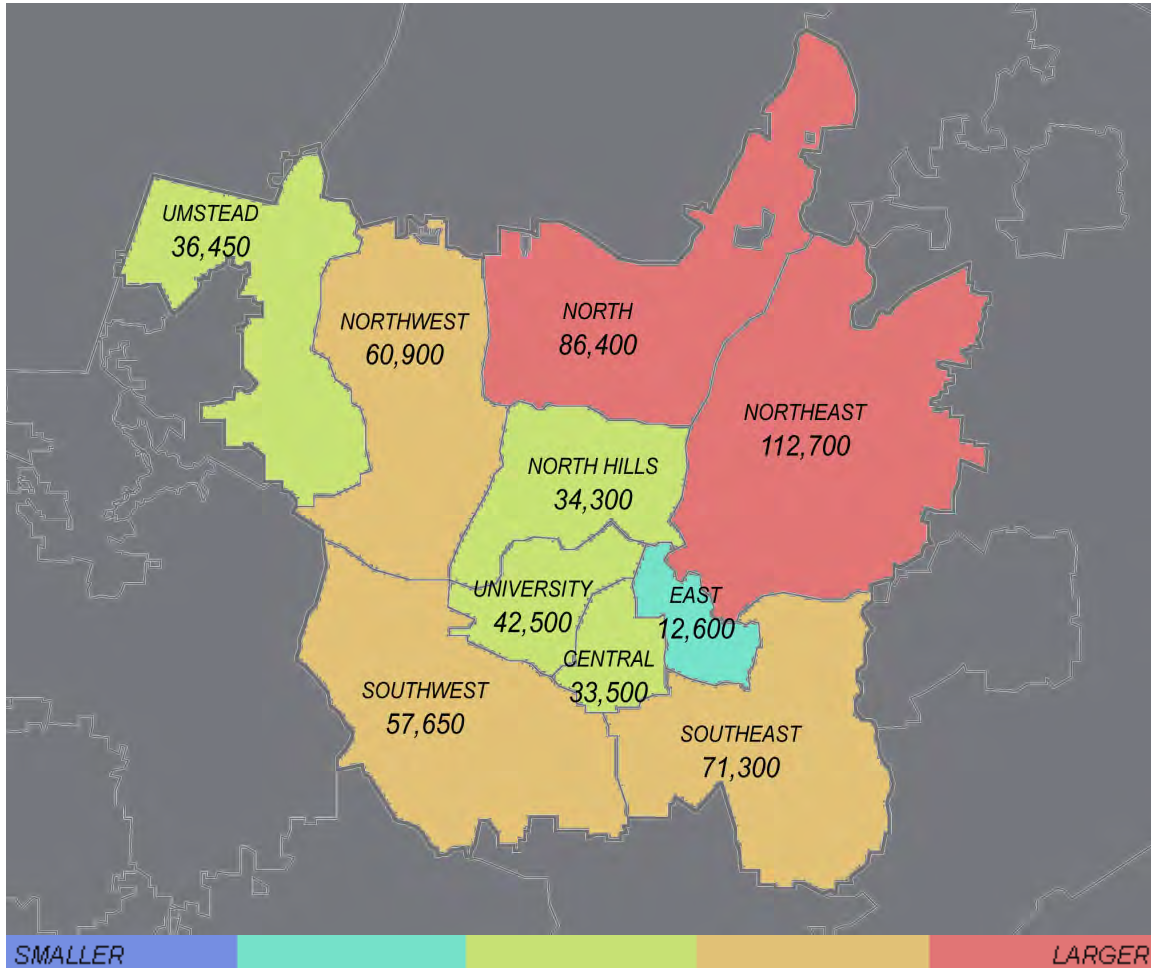 UMSTEAD
36,450
NORTHWEST
60,900
NORTH
86,400
NORTHEAST
112,700
NORTH HILLS
34,300
UNIVERSITY
42,500
EAST
12,600
CENTRAL
33,500
SOUTHWEST
57,650
SOUTHEAST
71,300
SMALLER
LARGER